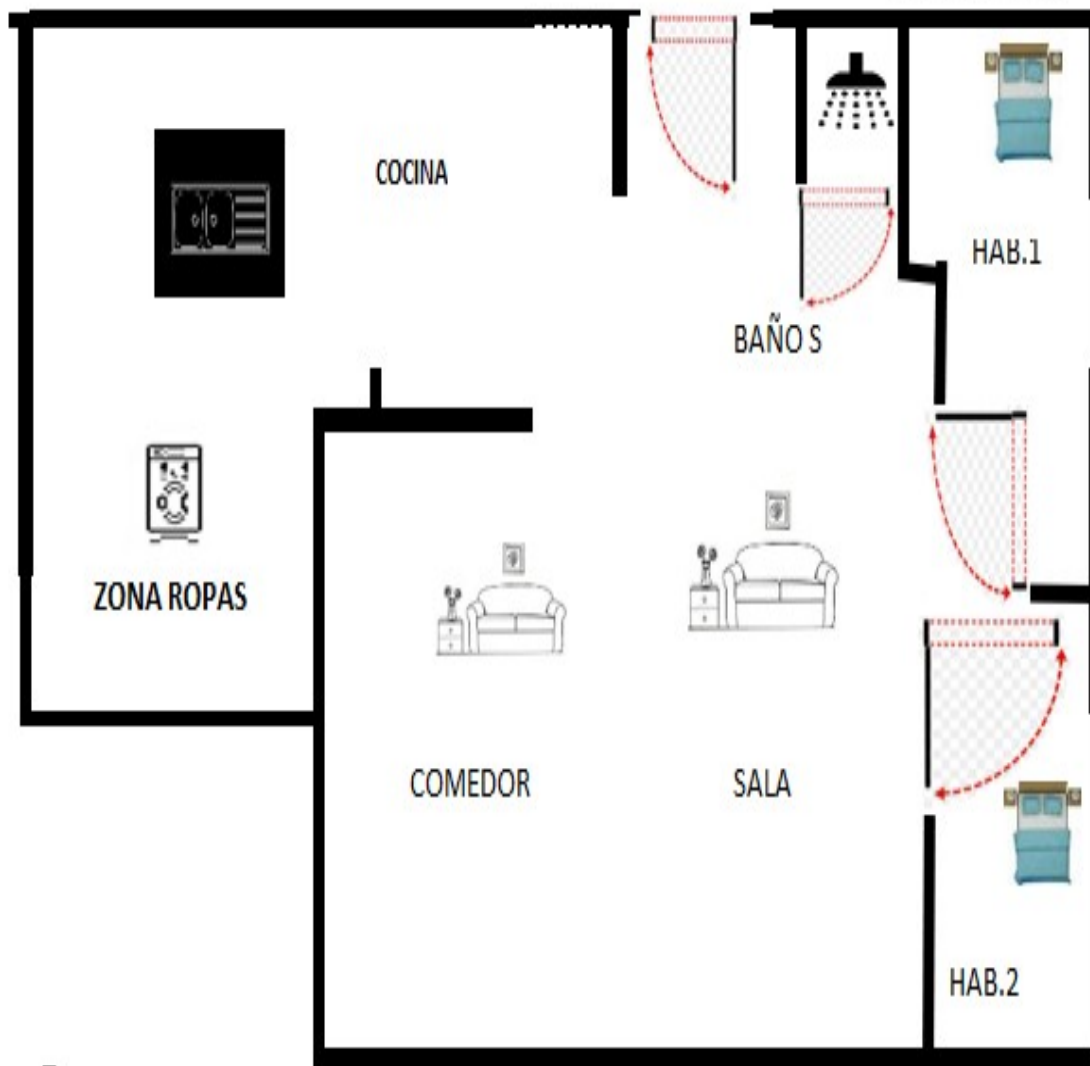 COCINA
HAB.1
BAÑO S
ZONA ROPAS
COMEDOR
SALA
HAB.2